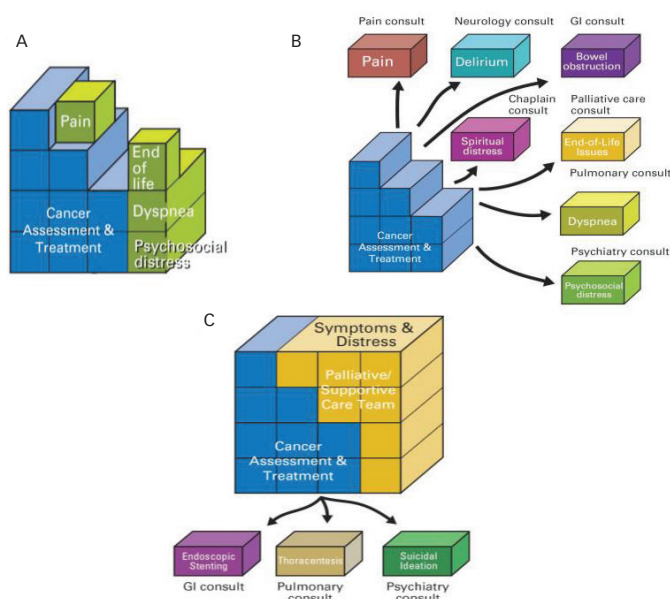 A
Pain
End
of
life
Dyspnea
Cancer
Assessment &
Treatment
Psychosocial
distress
B
Pain consult
Neurology consult
GI consult
Pain
Delirium
Bowel
obstruction
Chaplain
consult
Palliative care
consult
Spiritual
distress
End-of-Life
Issues
Pulmonary consult
Dyspnea
Cancer
Assessment &
Treatment
Psychiatry consult
Psychosocial
distress
C
Symptoms &
Distress
Palliative/
Supportive
Care Team
Cancer
Assessment &
Treatment
Endoscopic
Stenting
Thoracentesis
Suicidal
Ideation
GI consult
Pulmonary
consult
Psychiatry
consult